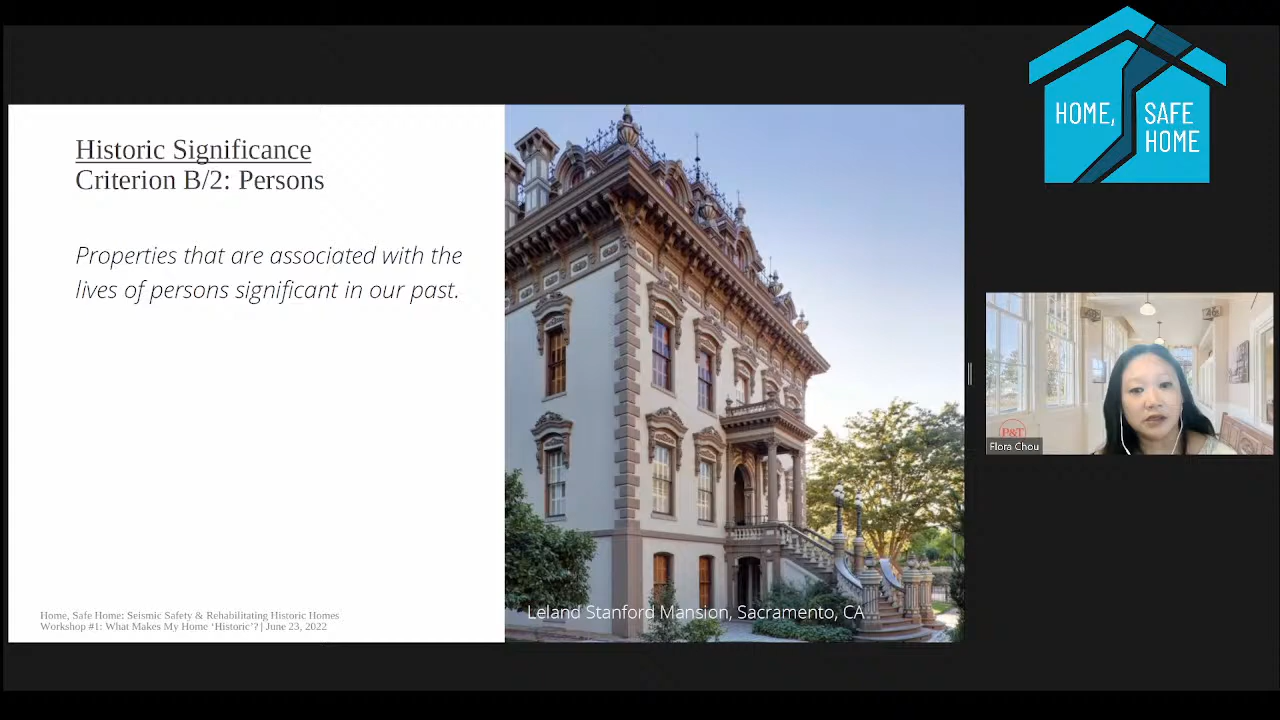 Historic Significance
Criterion B/2: Persons
Properties that are associated with the
lives of persons significant in our past.
Home, Safe Home: Seismic Safety & Rehabilitating Historic Homes
Workshop #1: What Makes My Home ‘Historic’? | June 23, 2022
Leland Stanford Mansion, Sacramento, CA
HOME, SAFE
HOME
P&T
Flora Chou